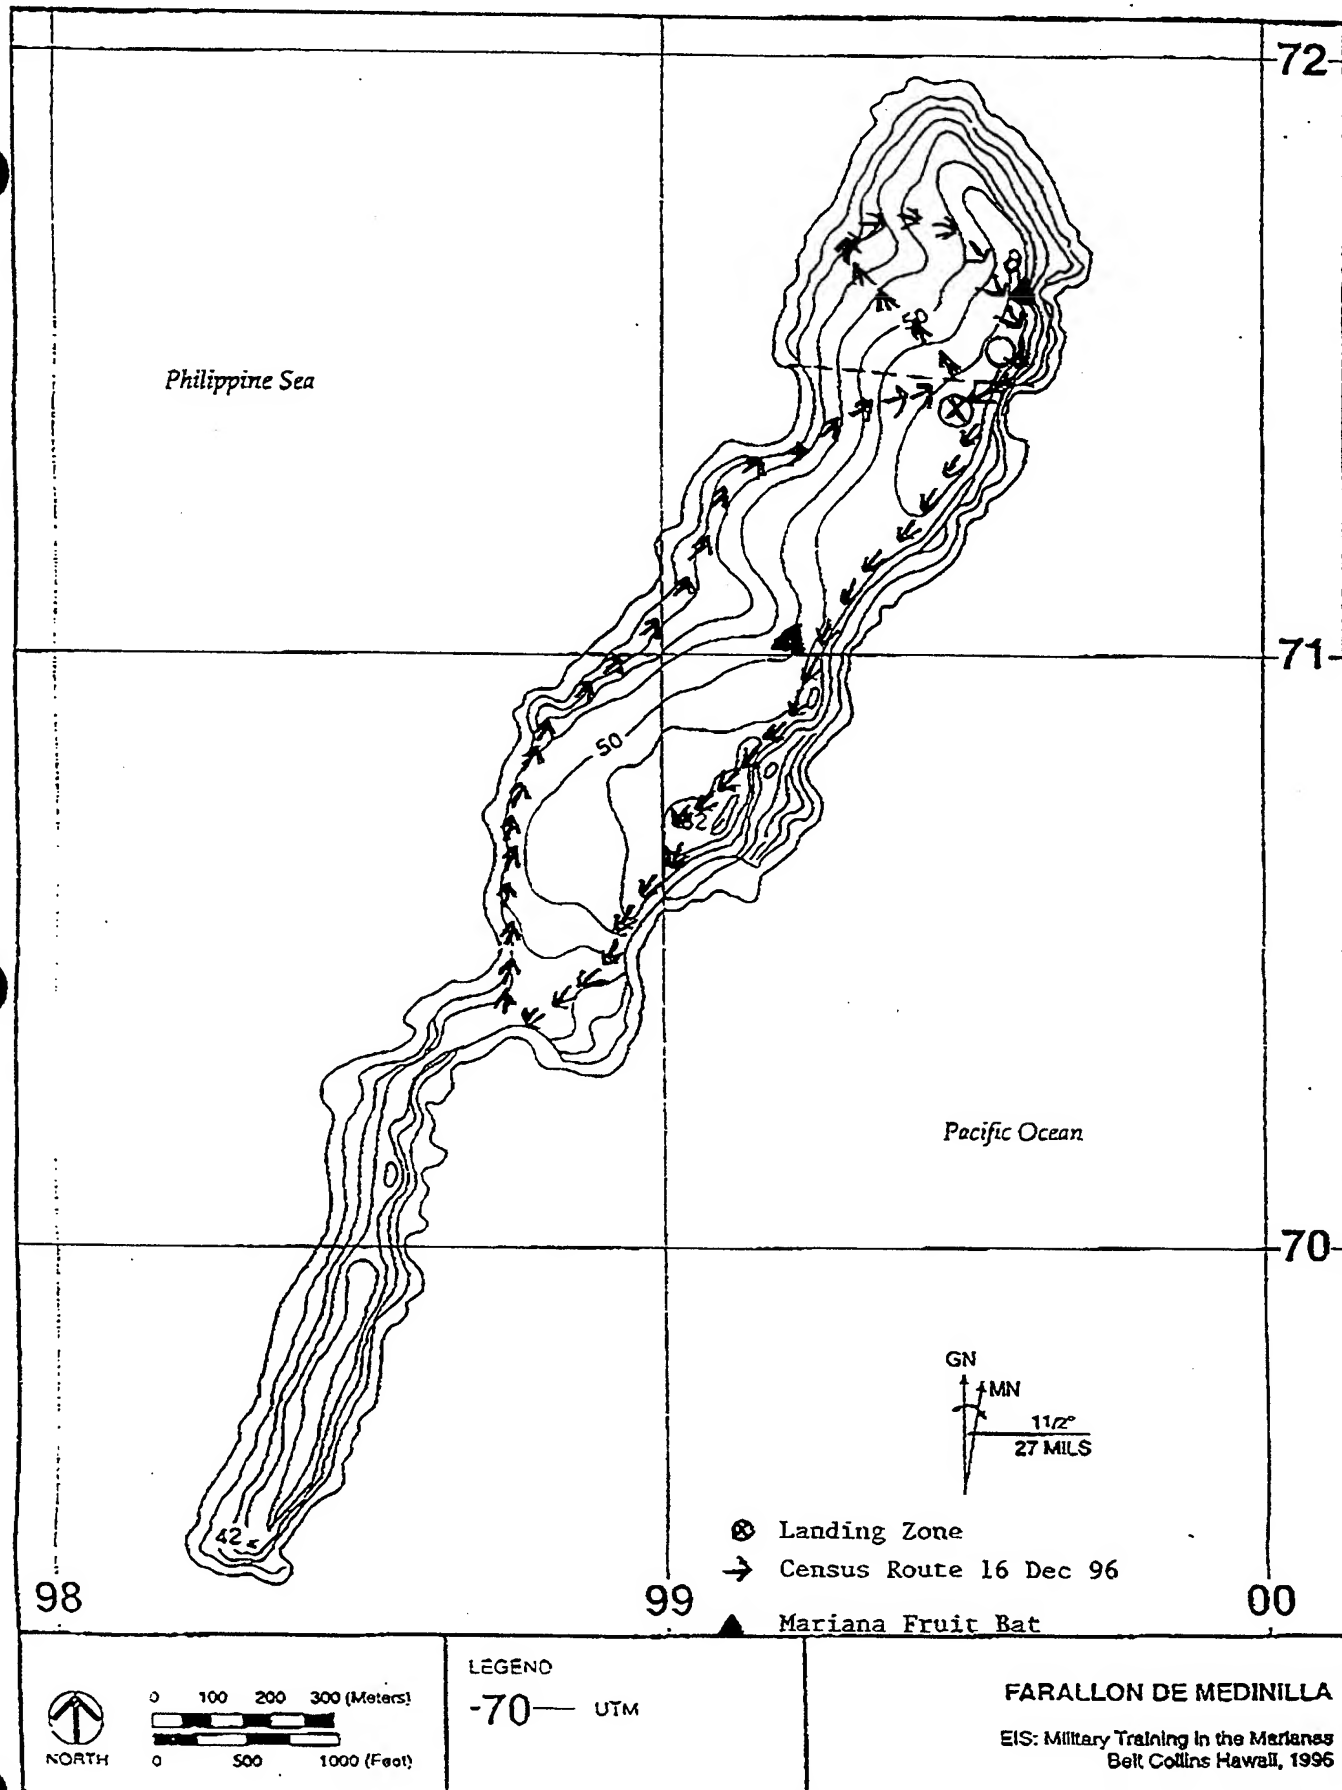 72
Philippine Sea
50
71
50
Pacific Ocean
70
GN
MN
11/2°
27 MILS
Landing Zone
Census Route 16 Dec 96
Mariana Fruit Bat
42
98
99
00
LEGEND
-70— UTM
NORTH
0 100 200 300 (Meters)
0 500 1000 (Feet)
FARALLON DE MEDINILLA
EIS: Military Training in the Marianas
Belt Collins Hawaii, 1996